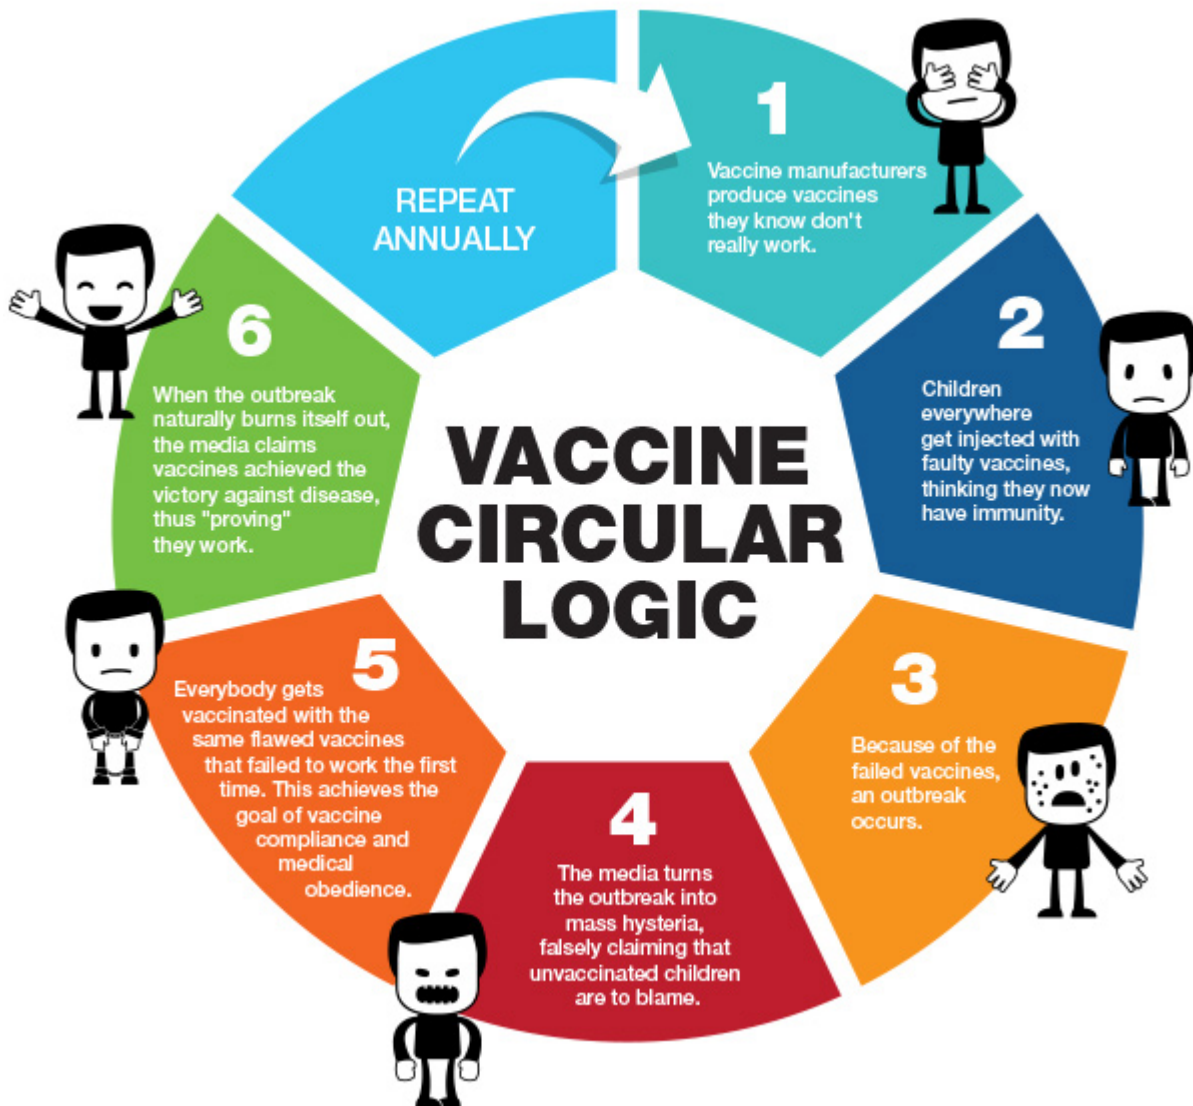 REPEAT
ANNUALLY
1
Vaccine manufacturers
produce vaccines
they know don't
really work.
2
Children
everywhere
get injected with
faulty vaccines,
thinking they now
have immunity.
3
Because of the
failed vaccines,
an outbreak
occurs.
4
The media turns
the outbreak into
mass hysteria,
falsely claiming that
unvaccinated children
are to blame.
5
Everybody gets
vaccinated with the
same flawed vaccines
that failed to work the first
time. This achieves the
goal of vaccine
compliance and
medical
obedience.
6
When the outbreak
naturally burns itself out,
the media claims
vaccines achieved the
victory against disease,
thus "proving"
they work.
VACCINE
CIRCULAR
LOGIC